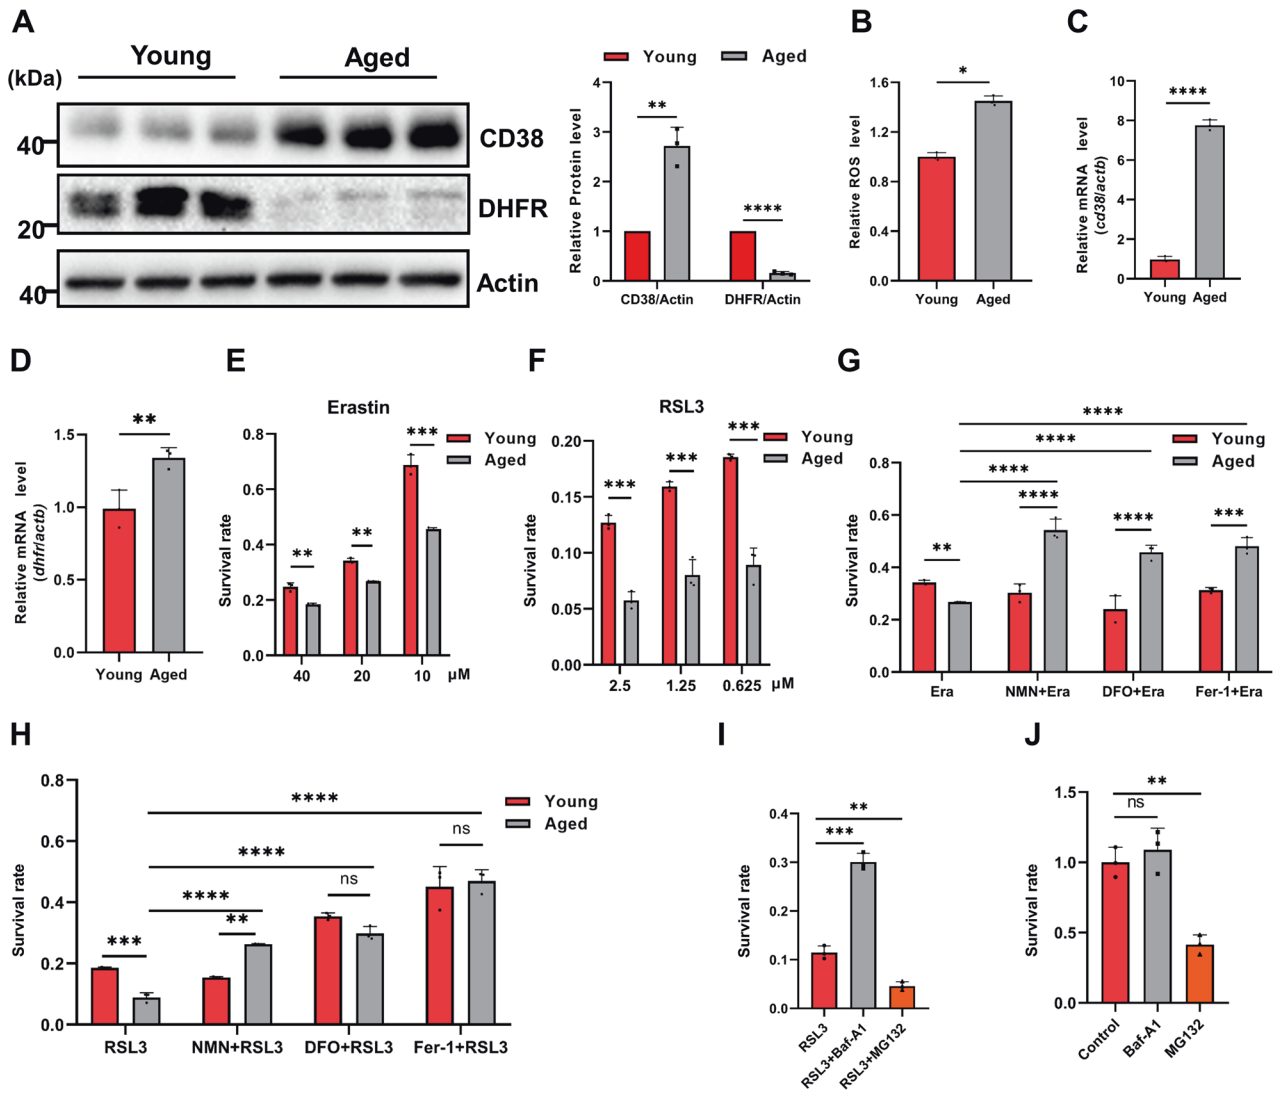 A
Young
Aged
(kDa)
40
CD38
20
DHFR
40
Actin
Young
Aged
Relative Protein level
4
3
2
1
0
**
****
CD38/Actin
DHFR/Actin
B
Relative ROS level
1.6
1.2
0.8
0.4
0.0
*
Young
Aged
C
Relative mRNA level
(cd38/actb)
10
8
6
4
2
0
****
Young
Aged
D
Relative mRNA level
(dhfr/actb)
1.5
1.0
0.5
0.0
**
Young
Aged
E
Erastin
Young
Aged
Survival rate
0.8
0.6
0.4
0.2
0.0
**
**
***
40
20
10
µM
F
RSL3
Young
Aged
Survival rate
0.20
0.15
0.10
0.05
0.00
***
***
***
2.5
1.25
0.625
µM
G
Young
Aged
Survival rate
0.8
0.6
0.4
0.2
0.0
****
****
****
**
****
****
***
Era
NMN+Era
DFO+Era
Fer-1+Era
H
Young
Aged
Survival rate
0.8
0.6
0.4
0.2
0.0
****
****
****
***
**
ns
ns
RSL3
NMN+RSL3
DFO+RSL3
Fer-1+RSL3
I
Survival rate
0.4
0.3
0.2
0.1
0.0
**
***
RSL3
RSL3+Baf-A1
RSL3+MG132
J
Survival rate
1.5
1.0
0.5
0.0
**
ns
Control
Baf-A1
MG132